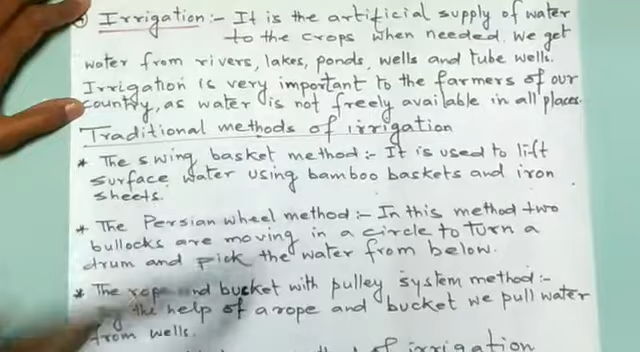 Irrigation :- It is the artificial supply of water
to the crops when needed. We get
water from rivers, lakes, ponds, wells and tube wells.
Irrigation is very important to the farmers of our
country, as water is not freely available in all places.
Traditional methods of irrigation
* The swing basket method :- It is used to lift
surface water using bamboo baskets and iron
sheets.
* The Persian wheel method :- In this method two
bullocks are moving in a circle to turn a
drum and pick the water from below.
* The rope and bucket with pulley system method :-
the help of a rope and bucket we pull water
from wells.
of irrigation